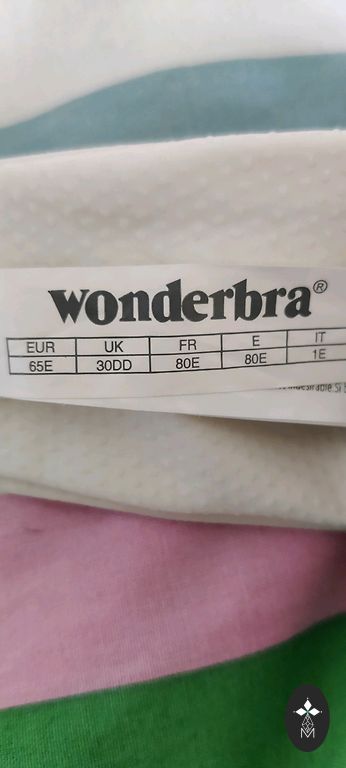 wonderbra®
EUR UK FR E IT
65E 30DD 80E 80E 1E
M